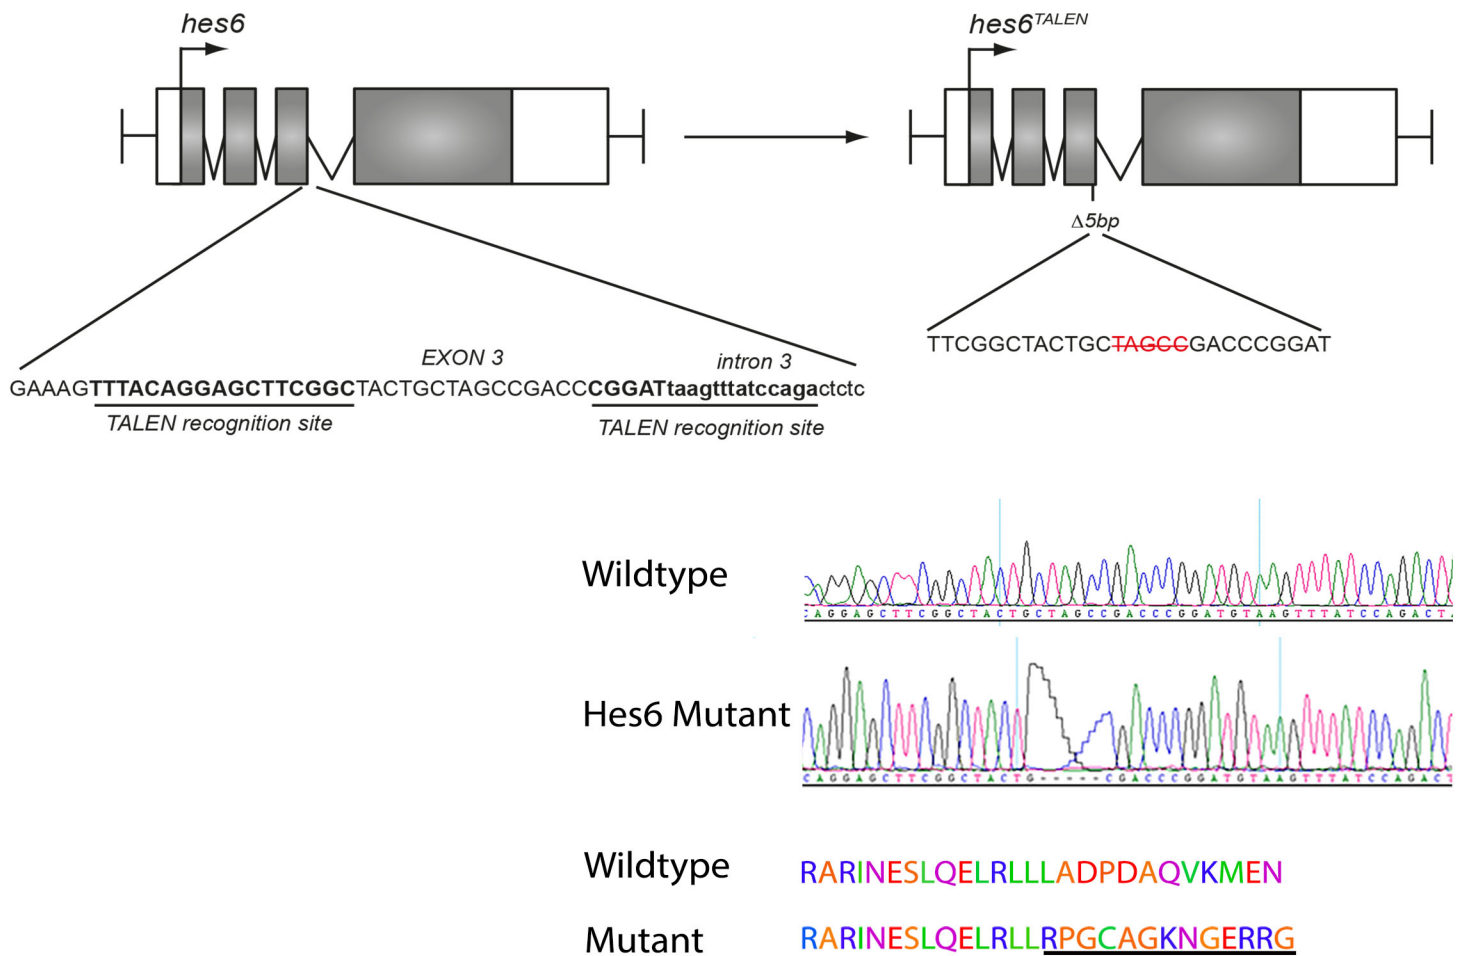 hes6
hes6TALEN
Δ5bp
TTCGGCTACTGCTAGCCGACCCGGAT
EXON 3
intron 3
GAAAGTTTACAGGAGCTTCGGCTACTGCTAGCCGACCCGGATtaagtttatccagactctc
TALEN recognition site
TALEN recognition site
Wildtype
CAGGAGCTTCGGCTACTGCTAGCCGACCCGGATGTAAGTTTATCCAGACT
Hes6 Mutant
CAGGAGCTTCGGCTACTG-----CGACCCGGATGTAAGTTTATCCAGACT
Wildtype
RARINESLQELRLLLADPDAQVKMEN
Mutant
RARINESLQELRLLRPGCAGKNGERRG